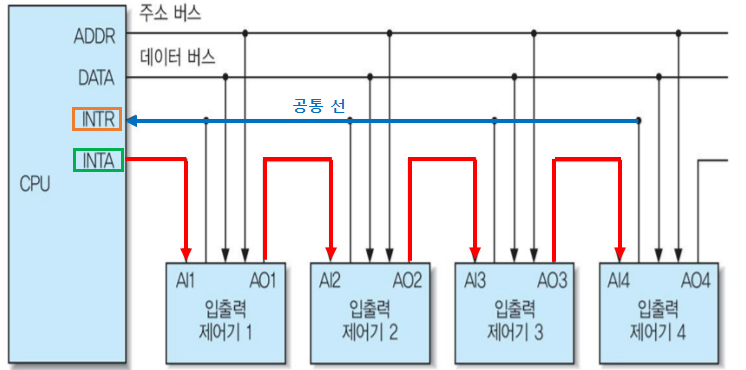 주소 버스
ADDR
데이터 버스
DATA
공통 선
INTR
INTA
CPU
AI1 AO1
입출력
제어기 1
AI2 AO2
입출력
제어기 2
AI3 AO3
입출력
제어기 3
AI4 AO4
입출력
제어기 4